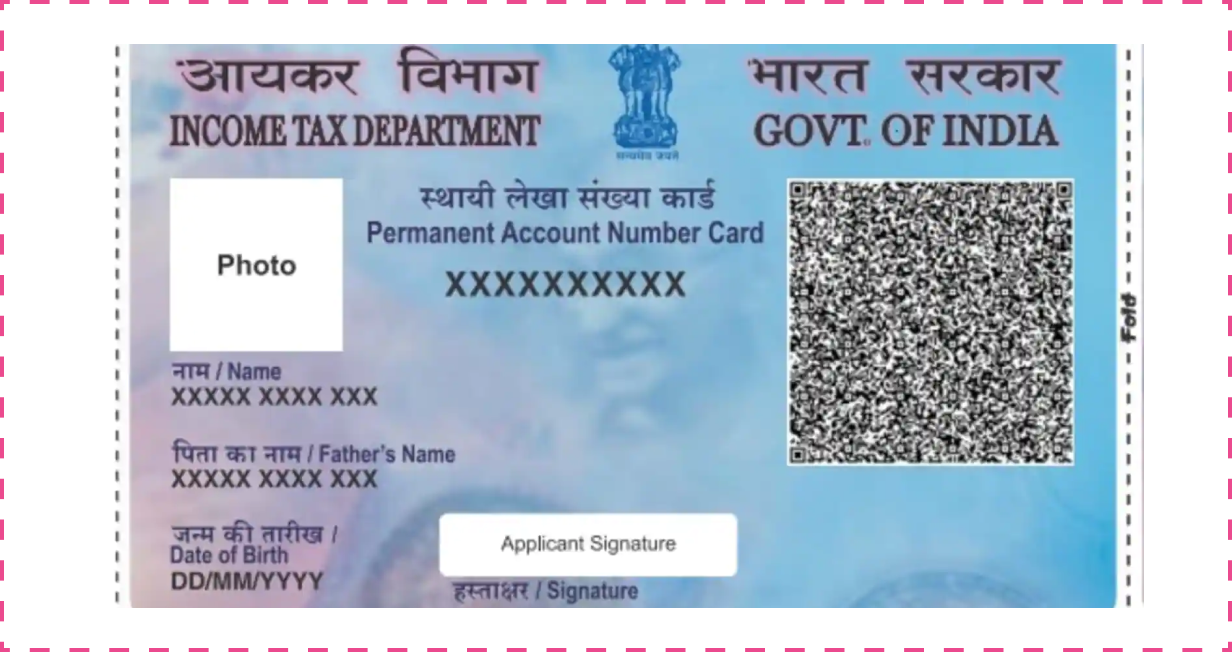 आयकर विभाग
INCOME TAX DEPARTMENT
सत्यमेव जयते
भारत सरकार
GOVT. OF INDIA
Photo
स्थायी लेखा संख्या कार्ड
Permanent Account Number Card
XXXXXXXXXX
नाम / Name
XXXXX XXXX XXX
पिता का नाम / Father's Name
XXXXX XXXX XXX
जन्म की तारीख /
Date of Birth
DD/MM/YYYY
Applicant Signature
हस्ताक्षर / Signature
Fold